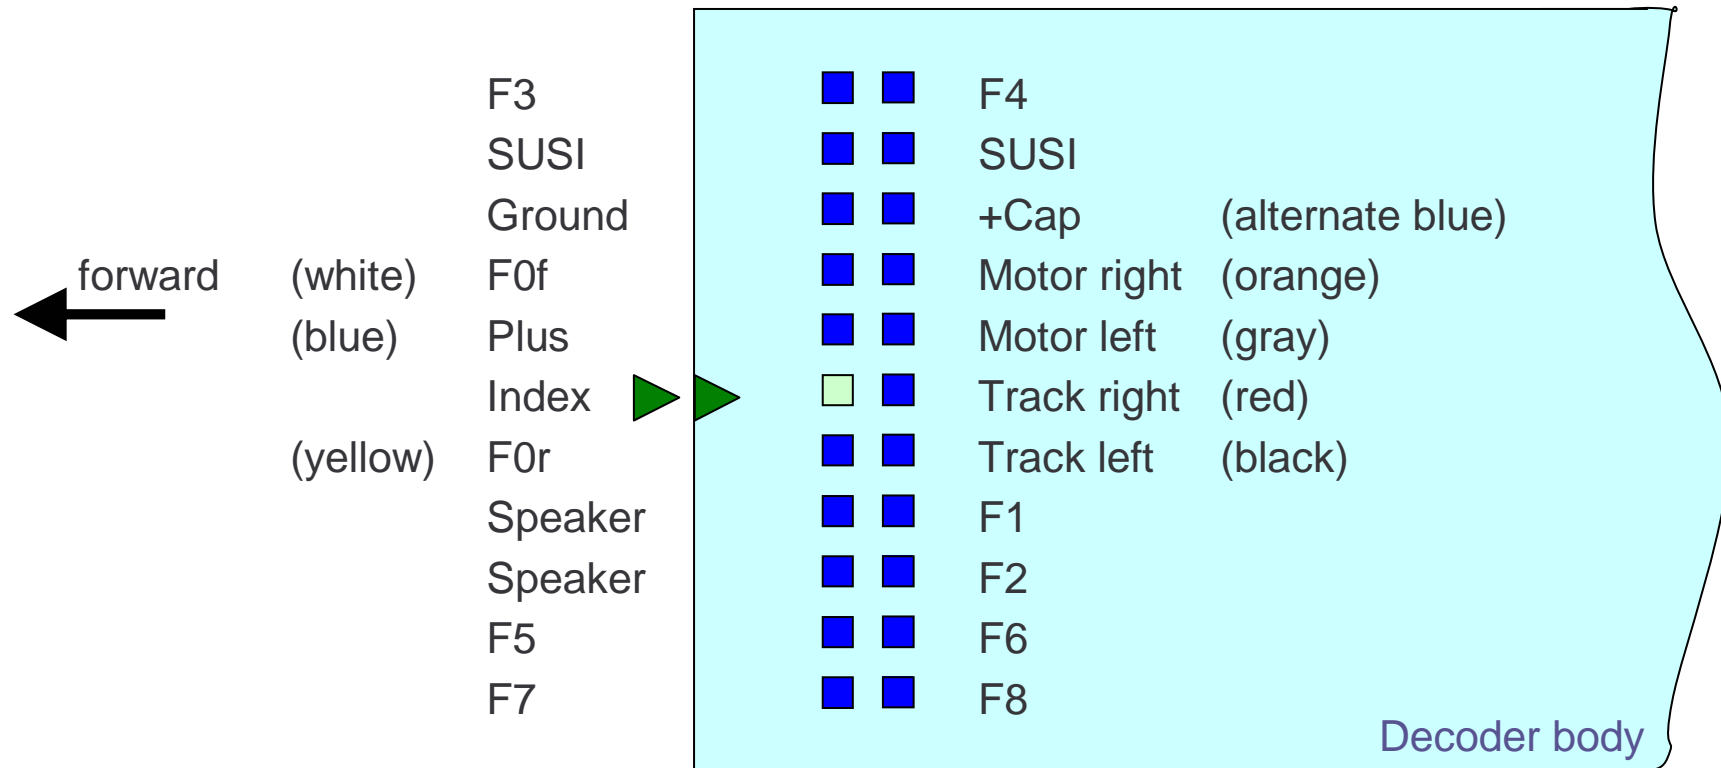 F3 F4
SUSI SUSI
Ground +Cap (alternate blue)
forward (white) F0f Motor right (orange)
(blue) Plus Motor left (gray)
Index Track right (red)
(yellow) F0r Track left (black)
Speaker F1
Speaker F2
F5 F6
F7 F8
Decoder body